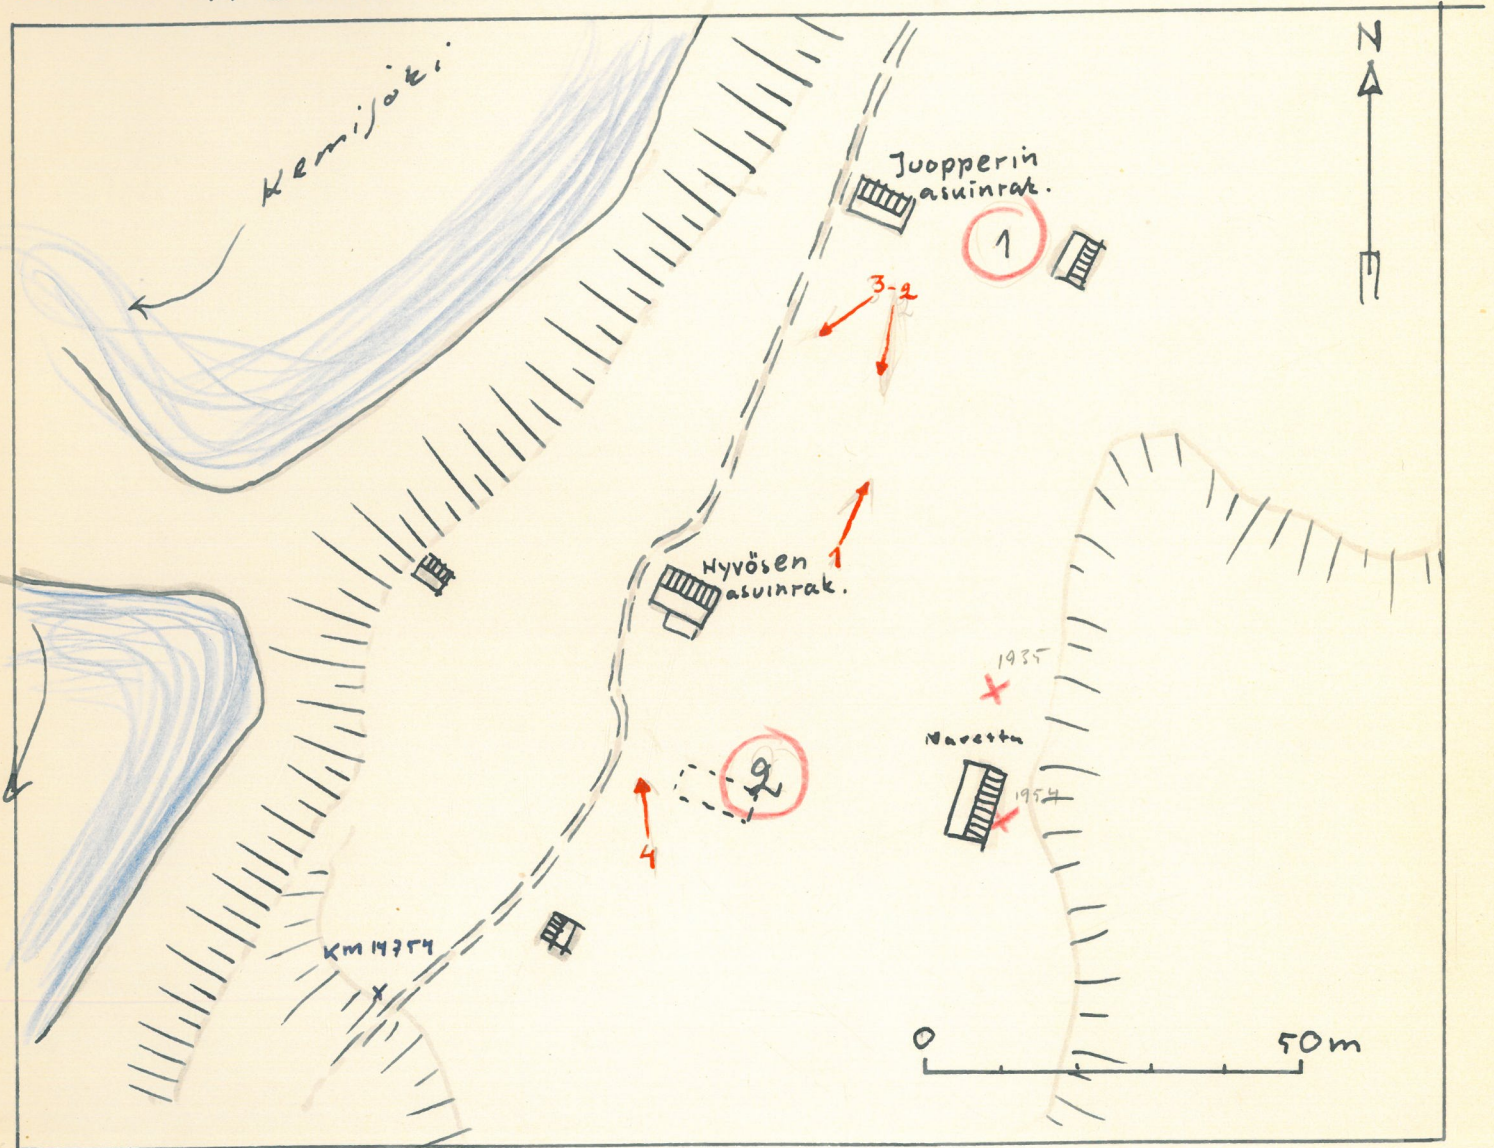 N
Kemijoki
Juopperin
asuinrak.
1
3-2
1
Hyvösen
asuinrak.
1935
Navetta
2
1954
4
KM 14754
0
50m